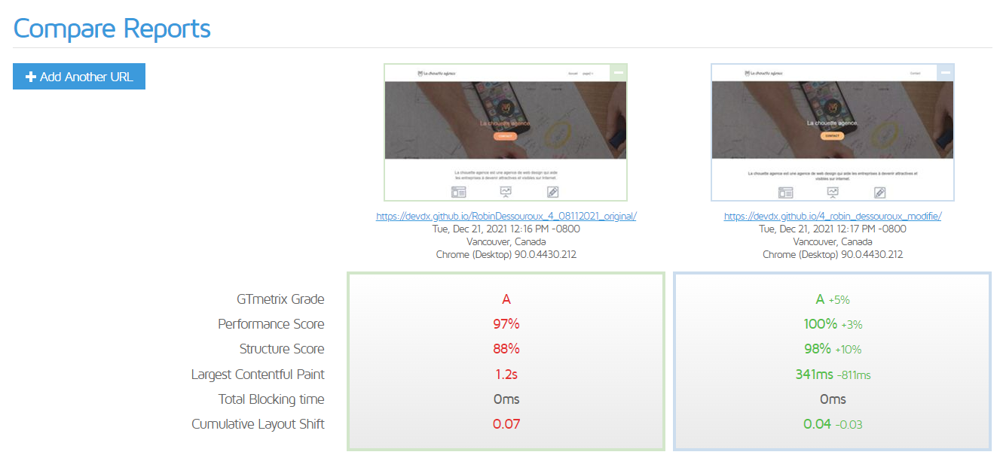 Compare Reports
Add Another URL
La chouette agence
Accueil page2
La chouette agence
CONTACT
La chouette agence est une agence de web design qui aide
les entreprises à devenir attractives et visibles sur internet.
https://devdx.github.io/RobinDessouroux_4_08112021_original/
Tue, Dec 21, 2021 12:16 PM -0800
Vancouver, Canada
Chrome (Desktop) 90.0.4430.212
La chouette agence
Contact
La chouette agence.
CONTACT
La chouette agence est une agence de web design qui aide les entreprises à devenir attractives et
visibles sur internet.
https://devdx.github.io/4_robin_dessouroux_modifie/
Tue, Dec 21, 2021 12:17 PM -0800
Vancouver, Canada
Chrome (Desktop) 90.0.4430.212
GTmetrix Grade A A +5%
Performance Score 97% 100% +3%
Structure Score 88% 98% +10%
Largest Contentful Paint 1.2s 341ms -811ms
Total Blocking time 0ms 0ms
Cumulative Layout Shift 0.07 0.04 -0.03